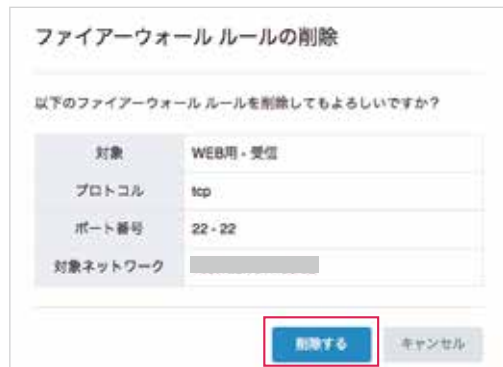 ファイアーウォール ルールの削除
以下のファイアーウォール ルールを削除してもよろしいですか？
対象 WEB用 - 受信
プロトコル tcp
ポート番号 22 - 22
対象ネットワーク
削除する キャンセル